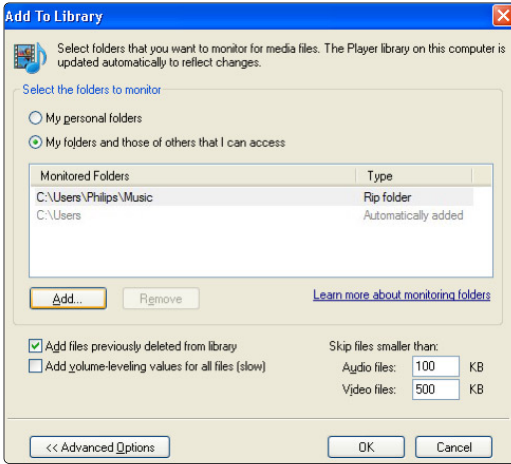 Add To Library
Select folders that you want to monitor for media files. The Player library on this computer is
updated automatically to reflect changes.
Select the folders to monitor
My personal folders
My folders and those of others that I can access
Monitored Folders Type
C:\Users\Philips\Music Rip folder
C:\Users Automatically added
Add... Remove Learn more about monitoring folders
Add files previously deleted from library
Add volume-leveling values for all files (slow)
Skip files smaller than:
Audio files: 100 KB
Video files: 500 KB
<< Advanced Options OK Cancel